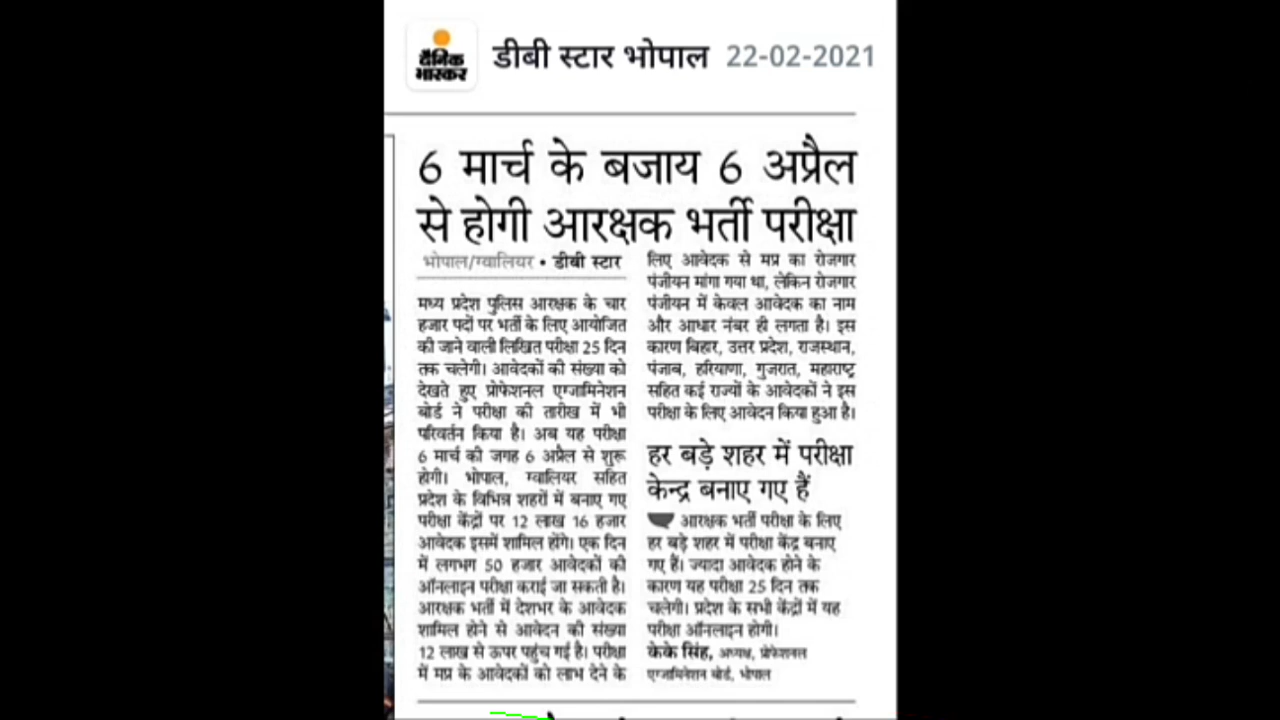 दैनिक
भास्कर
डीबी स्टार भोपाल 22-02-2021
6 मार्च के बजाय 6 अप्रैल
से होगी आरक्षक भर्ती परीक्षा
भोपाल/ग्वालियर • डीबी स्टार
मध्य प्रदेश पुलिस आरक्षक के चार
हजार पदों पर भर्ती के लिए आयोजित
की जाने वाली लिखित परीक्षा 25 दिन
तक चलेगी। आवेदकों की संख्या को
देखते हुए प्रोफेशनल एग्जामिनेशन
बोर्ड ने परीक्षा की तारीख में भी
परिवर्तन किया है। अब यह परीक्षा
6 मार्च की जगह 6 अप्रैल से शुरू
होगी। भोपाल, ग्वालियर सहित
प्रदेश के विभिन्न शहरों में बनाए गए
परीक्षा केंद्रों पर 12 लाख 16 हजार
आवेदक इसमें शामिल होंगे। एक दिन
में लगभग 50 हजार आवेदकों की
ऑनलाइन परीक्षा कराई जा सकती है।
आरक्षक भर्ती में देशभर के आवेदक
शामिल होने से आवेदन की संख्या
12 लाख से ऊपर पहुंच गई है। परीक्षा
में मप्र के आवेदकों को लाभ देने के
लिए आवेदक से मप्र का रोजगार
पंजीयन मांगा गया था, लेकिन रोजगार
पंजीयन में केवल आवेदक का नाम
और आधार नंबर ही लगता है। इस
कारण बिहार, उत्तर प्रदेश, राजस्थान,
पंजाब, हरियाणा, गुजरात, महाराष्ट्र
सहित कई राज्यों के आवेदकों ने इस
परीक्षा के लिए आवेदन किया हुआ है।
हर बड़े शहर में परीक्षा
केन्द्र बनाए गए हैं
आरक्षक भर्ती परीक्षा के लिए
हर बड़े शहर में परीक्षा केंद्र बनाए
गए हैं। ज्यादा आवेदक होने के
कारण यह परीक्षा 25 दिन तक
चलेगी। प्रदेश के सभी केंद्रों में यह
परीक्षा ऑनलाइन होगी।
केके सिंह, अध्यक्ष, प्रोफेशनल
एग्जामिनेशन बोर्ड, भोपाल